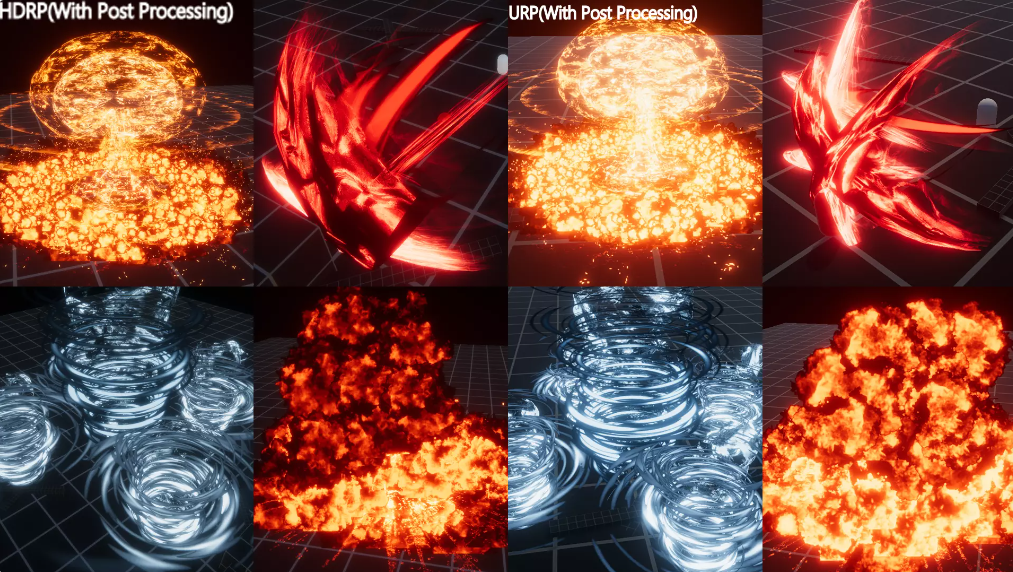 HDRP(With Post Processing)
URP(With Post Processing)